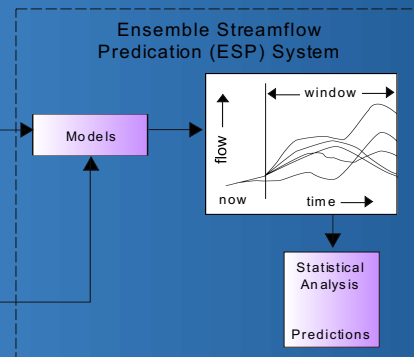 Ensemble Streamflow
Predication (ESP) System
Models
window
flow
now
time
Statistical
Analysis
Predictions